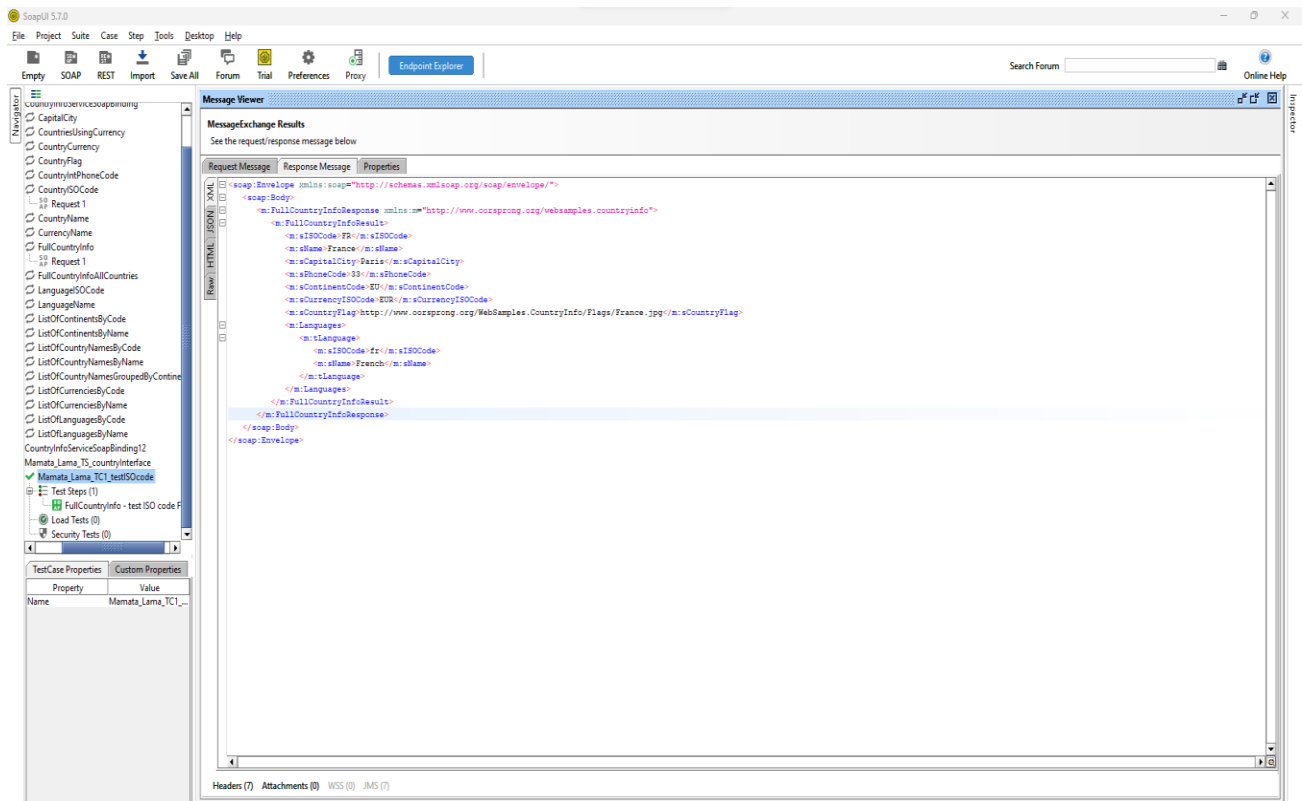 SoapUI 5.7.0
File Project Suite Case Step Tools Desktop Help
Empty SOAP REST Import Save All Forum Trial Preferences Proxy Endpoint Explorer Search Forum Online Help
Navigator
CountryInfoServiceSoapBinding
CapitalCity
CountriesUsingCurrency
CountryCurrency
CountryFlag
CountryIntPhoneCode
CountryISOCode
Request 1
CountryName
CurrencyName
FullCountryInfo
Request 1
FullCountryInfoAllCountries
LanguageISOCode
LanguageName
ListOfContinentsByCode
ListOfContinentsByName
ListOfCountryNamesByCode
ListOfCountryNamesByName
ListOfCountryNamesGroupedByContine
ListOfCurrenciesByCode
ListOfCurrenciesByName
ListOfLanguagesByCode
ListOfLanguagesByName
CountryInfoServiceSoapBinding12
Mamata_Lama_TS_countryInterface
Mamata_Lama_TC1_testISOcode
Test Steps (1)
FullCountryInfo - test ISO code F
Load Tests (0)
Security Tests (0)
TestCase Properties Custom Properties
Property Value
Name Mamata_Lama_TC1_...
Message Viewer
MessageExchange Results
See the request/response message below
Request Message Response Message Properties
XML
JSON
HTML
Raw
<soap:Envelope xmlns:soap="http://schemas.xmlsoap.org/soap/envelope/">
<soap:Body>
<m:FullCountryInfoResponse xmlns:m="http://www.oorsprong.org/websamples.countryinfo">
<m:FullCountryInfoResult>
<m:sISOCode>FR</m:sISOCode>
<m:sName>France</m:sName>
<m:sCapitalCity>Paris</m:sCapitalCity>
<m:sPhoneCode>33</m:sPhoneCode>
<m:sContinentCode>EU</m:sContinentCode>
<m:sCurrencyISOCode>EUR</m:sCurrencyISOCode>
<m:sCountryFlag>http://www.oorsprong.org/WebSamples.CountryInfo/Flags/France.jpg</m:sCountryFlag>
<m:Languages>
<m:tLanguage>
<m:sISOCode>fr</m:sISOCode>
<m:sName>French</m:sName>
</m:tLanguage>
</m:Languages>
</m:FullCountryInfoResult>
</m:FullCountryInfoResponse>
</soap:Body>
</soap:Envelope>
Headers (7) Attachments (0) WSS (0) JMS (7)
Inspector